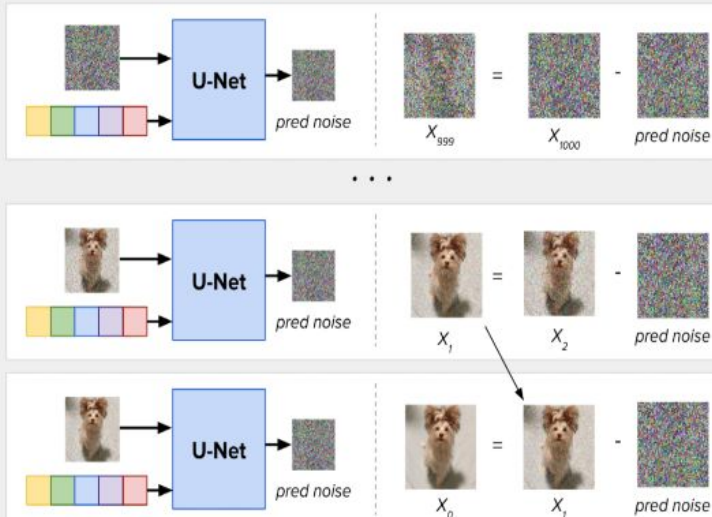 U-Net
pred noise
=
-
X₉₉₉
X₁₀₀₀
pred noise
...
U-Net
pred noise
=
-
X₁
X₂
pred noise
U-Net
pred noise
=
-
X₀
X₁
pred noise